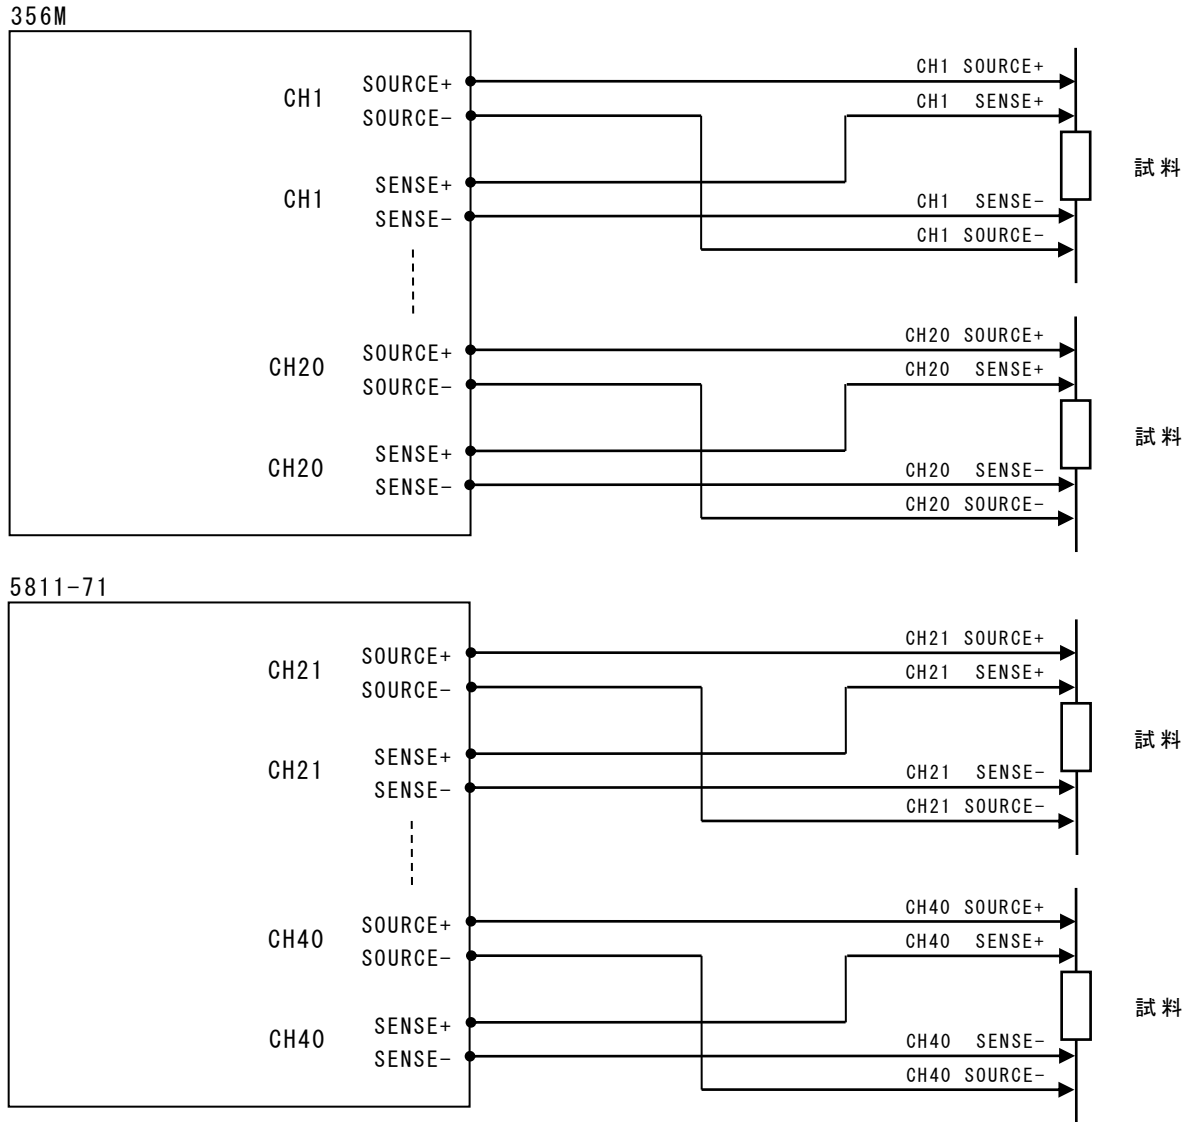 356M
CH1 SOURCE+
SOURCE-
CH1 SENSE+
SENSE-
CH1 SOURCE+
CH1 SENSE+
試料
CH1 SENSE-
CH1 SOURCE-
CH20 SOURCE+
SOURCE-
CH20 SENSE+
SENSE-
CH20 SOURCE+
CH20 SENSE+
試料
CH20 SENSE-
CH20 SOURCE-
5811-71
CH21 SOURCE+
SOURCE-
CH21 SENSE+
SENSE-
CH21 SOURCE+
CH21 SENSE+
試料
CH21 SENSE-
CH21 SOURCE-
CH40 SOURCE+
SOURCE-
CH40 SENSE+
SENSE-
CH40 SOURCE+
CH40 SENSE+
試料
CH40 SENSE-
CH40 SOURCE-